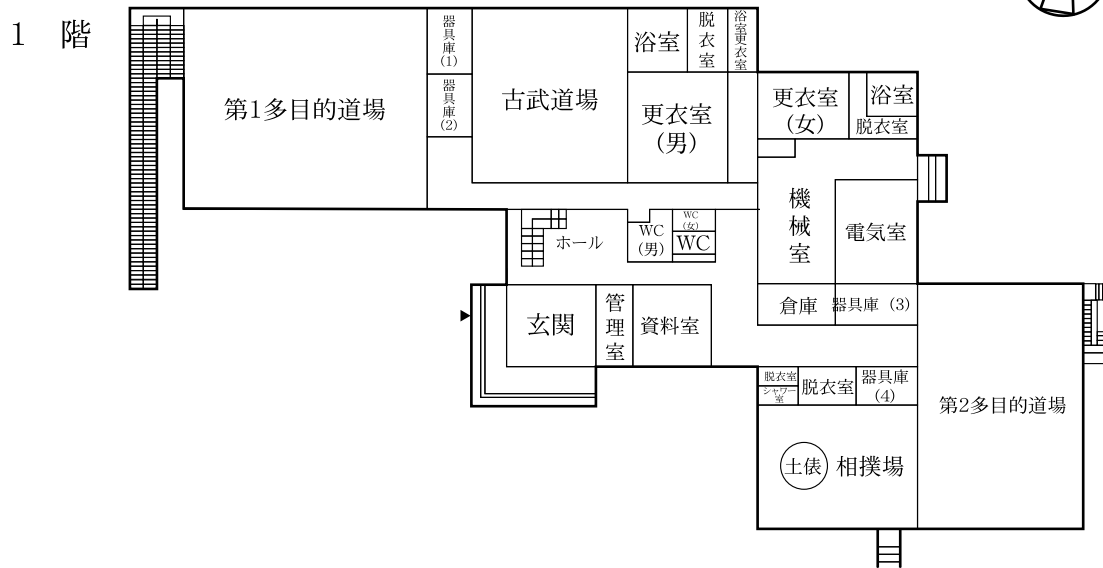 1 階
器具庫
(1)
器具庫
(2)
第1多目的道場
古武道場
浴室
脱衣室
浴室更衣室
更衣室
(男)
更衣室
(女)
浴室
脱衣室
機械室
電気室
ホール
WC
(男)
WC
(女)
WC
玄関
管理室
資料室
倉庫
器具庫 (3)
脱衣室
シャワー
室
脱衣室
器具庫
(4)
第2多目的道場
土俵
相撲場